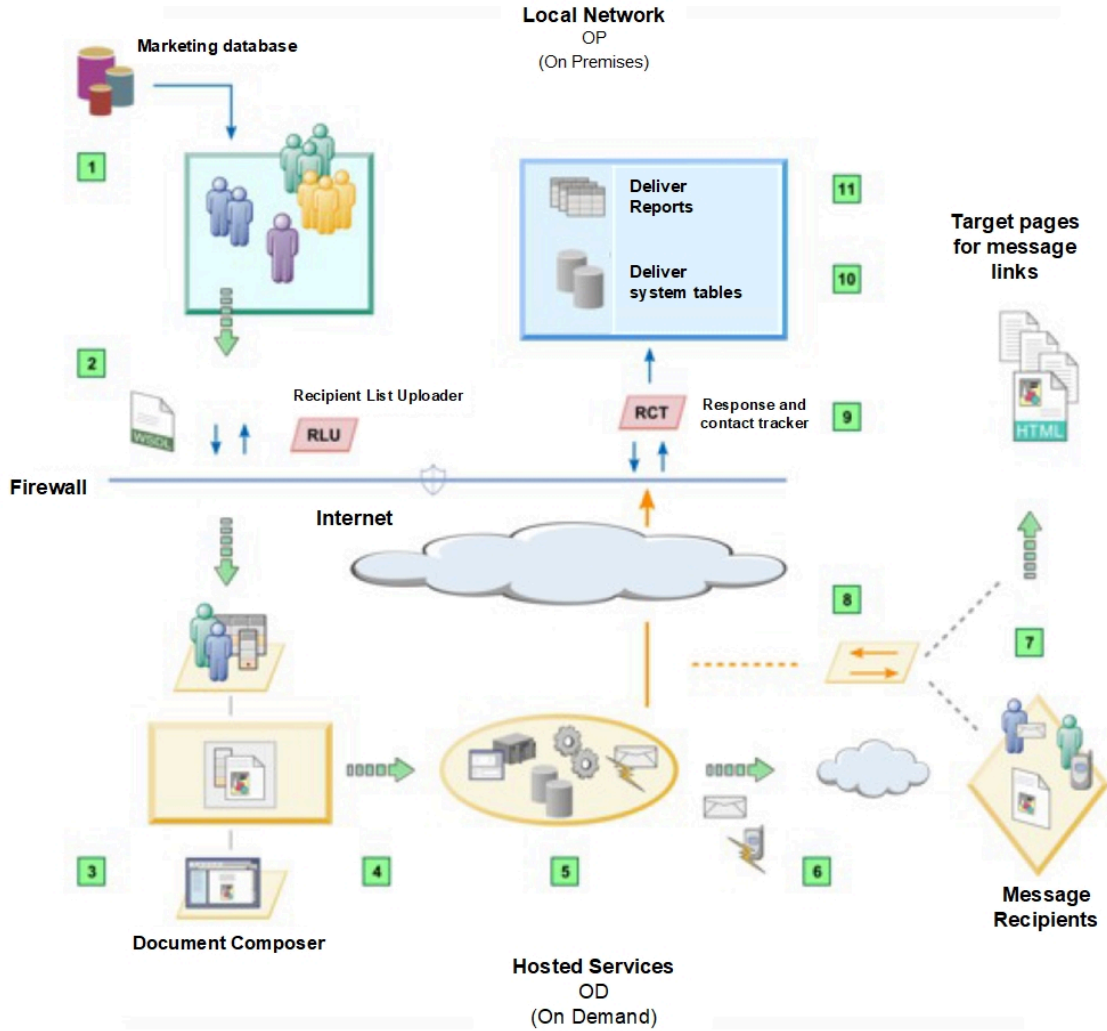 Local Network
OP
(On Premises)
Marketing database
1
Deliver
Reports
11
Target pages
for message
links
Deliver
system tables
10
2
WSDL
Recipient List Uploader
RLU
RCT
Response and
contact tracker
9
HTML
Firewall
Internet
8
7
3
4
5
6
Document Composer
Message
Recipients
Hosted Services
OD
(On Demand)